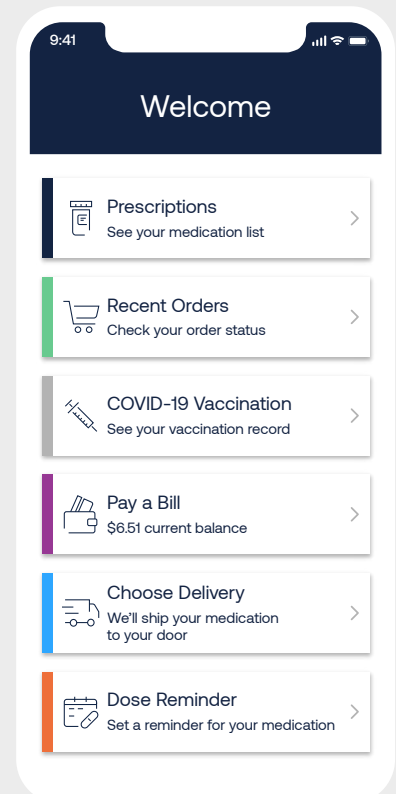 9:41
Welcome
Prescriptions
See your medication list
Recent Orders
Check your order status
COVID-19 Vaccination
See your vaccination record
Pay a Bill
$6.51 current balance
Choose Delivery
We’ll ship your medication
to your door
Dose Reminder
Set a reminder for your medication